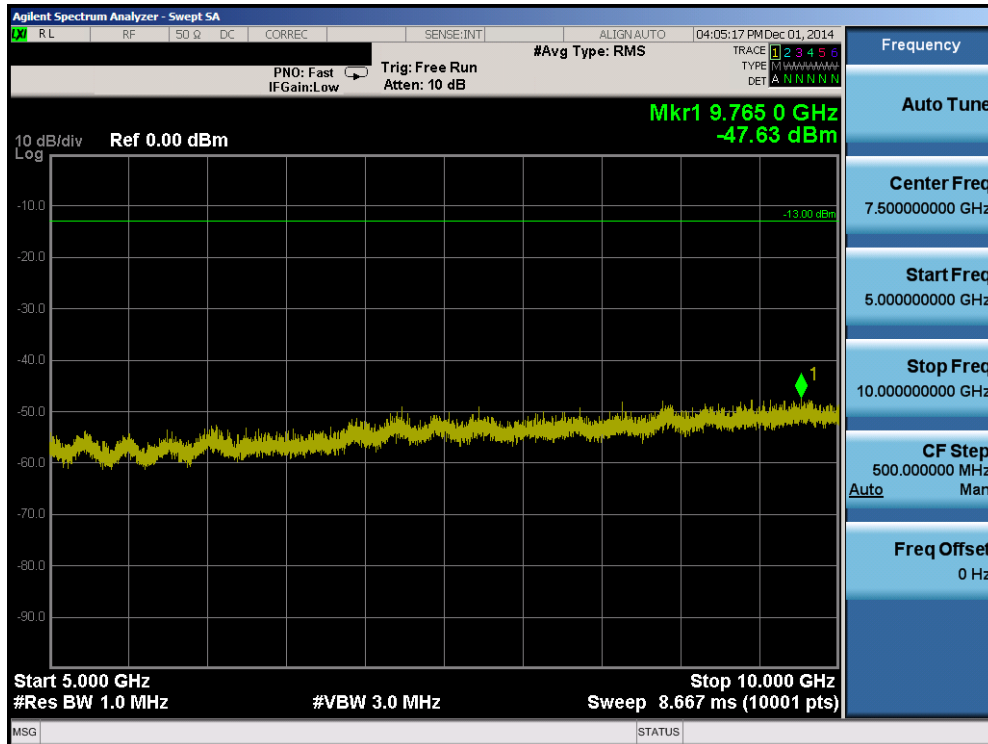 Agilent Spectrum Analyzer - Swept SA
LXI RL RF 50 Ω DC CORREC SENSE:INT ALIGN AUTO 04:05:17 PM Dec 01, 2014
#Avg Type: RMS TRACE 1 2 3 4 5 6
PNO: Fast Trig: Free Run TYPE M WWWWW
IFGain:Low Atten: 10 dB DET A N N N N N
Mkr1 9.765 0 GHz
-47.63 dBm
10 dB/div Ref 0.00 dBm
Log
-10.0
-13.00 dBm
-20.0
-30.0
-40.0
1
-50.0
-60.0
-70.0
-80.0
-90.0
Start 5.000 GHz Stop 10.000 GHz
#Res BW 1.0 MHz #VBW 3.0 MHz Sweep 8.667 ms (10001 pts)
MSG STATUS
Frequency
Auto Tune
Center Freq
7.500000000 GHz
Start Freq
5.000000000 GHz
Stop Freq
10.000000000 GHz
CF Step
500.000000 MHz
Auto Man
Freq Offset
0 Hz